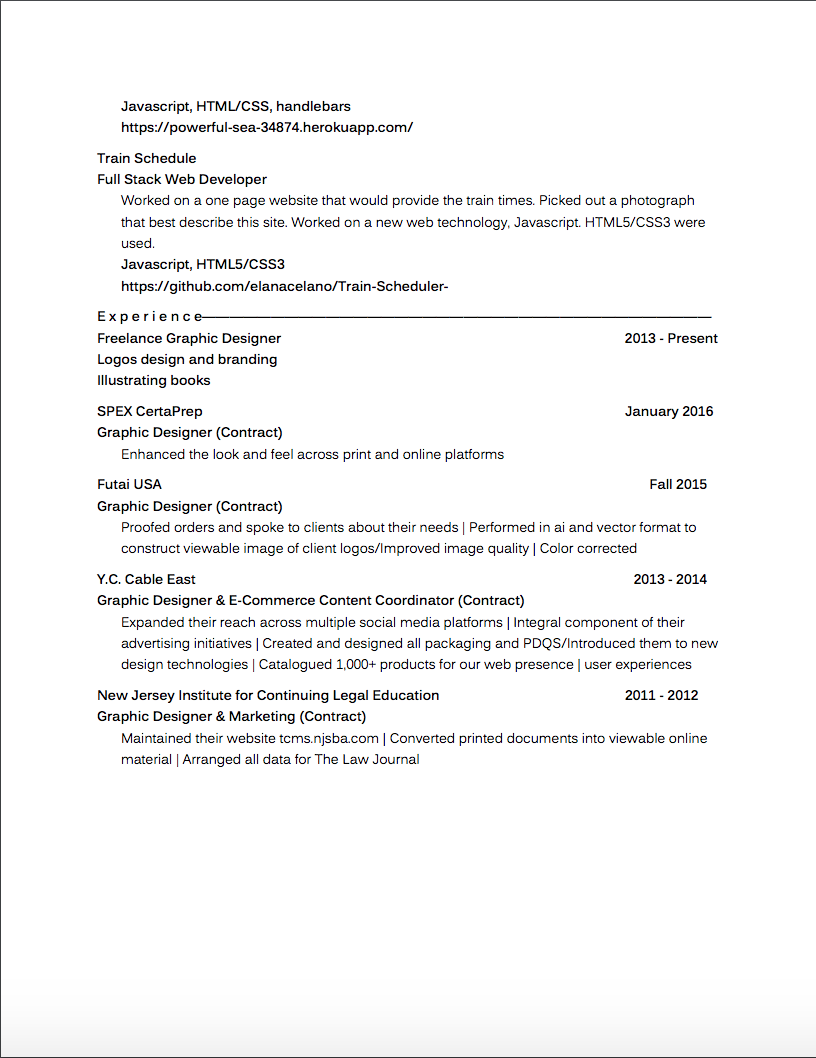 Javascript, HTML/CSS, handlebars
https://powerful-sea-34874.herokuapp.com/
Train Schedule
Full Stack Web Developer
Worked on a one page website that would provide the train times. Picked out a photograph
that best describe this site. Worked on a new web technology, Javascript. HTML5/CSS3 were
used.
Javascript, HTML5/CSS3
https://github.com/elanacelano/Train-Scheduler-
Experience
Freelance Graphic Designer 2013 - Present
Logos design and branding
Illustrating books
SPEX CertaPrep January 2016
Graphic Designer (Contract)
Enhanced the look and feel across print and online platforms
Futai USA Fall 2015
Graphic Designer (Contract)
Proofed orders and spoke to clients about their needs | Performed in ai and vector format to
construct viewable image of client logos/Improved image quality | Color corrected
Y.C. Cable East 2013 - 2014
Graphic Designer & E-Commerce Content Coordinator (Contract)
Expanded their reach across multiple social media platforms | Integral component of their
advertising initiatives | Created and designed all packaging and PDQS/Introduced them to new
design technologies | Catalogued 1,000+ products for our web presence | user experiences
New Jersey Institute for Continuing Legal Education 2011 - 2012
Graphic Designer & Marketing (Contract)
Maintained their website tcms.njsba.com | Converted printed documents into viewable online
material | Arranged all data for The Law Journal